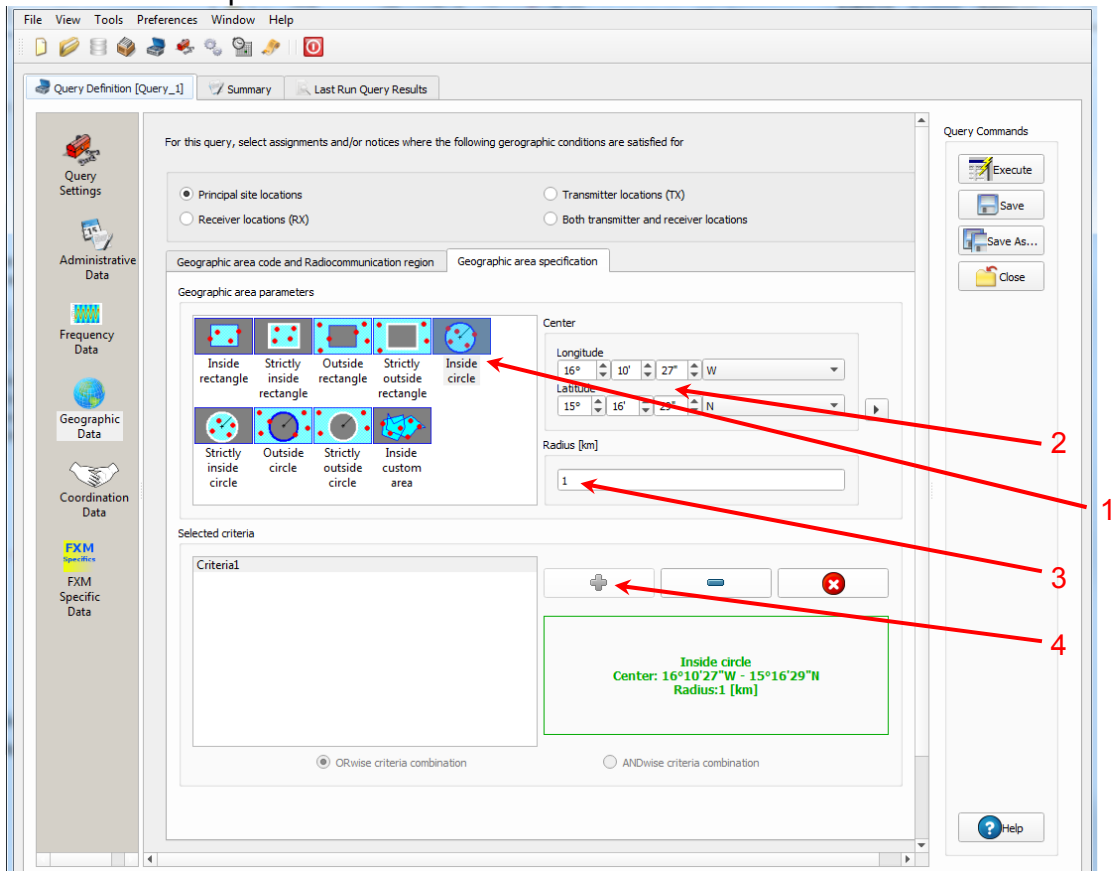 File View Tools Preferences Window Help
Query Definition [Query_1] Summary Last Run Query Results
Query
Settings
Administrative
Data
Frequency
Data
Geographic
Data
Coordination
Data
FXM
Specifics
FXM
Specific
Data
For this query, select assignments and/or notices where the following gerographic conditions are satisfied for
Principal site locations Transmitter locations (TX)
Receiver locations (RX) Both transmitter and receiver locations
Geographic area code and Radiocommunication region Geographic area specification
Geographic area parameters
Inside
rectangle
Strictly
inside
rectangle
Outside
rectangle
Strictly
outside
rectangle
Inside
circle
Strictly
inside
circle
Outside
circle
Strictly
outside
circle
Inside
custom
area
Center
Longitude
16° 10' 27" W
Latitude
15° 16' 29" N
Radius [km]
1
Selected criteria
Criteria1
Inside circle
Center: 16°10'27"W - 15°16'29"N
Radius:1 [km]
ORwise criteria combination ANDwise criteria combination
Query Commands
Execute
Save
Save As...
Close
Help
2
1
3
4